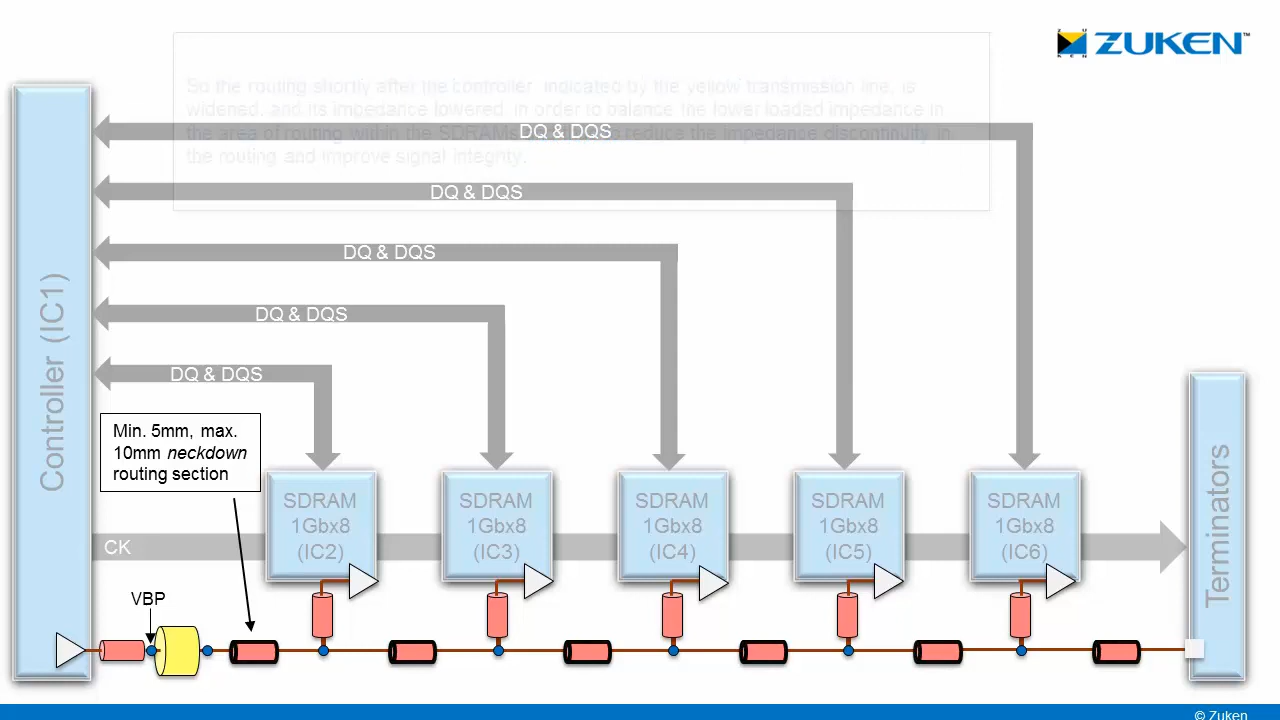 ZUKEN™
So the routing shortly after the controller, indicated by the yellow transmission line, is
widened, and its impedance lowered, in order to balance the lower loaded impedance in
the area of routing within the SDRAMs reduce the impedance discontinuity in
the routing and improve signal integrity.
DQ & DQS
DQ & DQS
DQ & DQS
DQ & DQS
DQ & DQS
Controller (IC1)
Min. 5mm, max.
10mm neckdown
routing section
SDRAM
1Gbx8
(IC2)
SDRAM
1Gbx8
(IC3)
SDRAM
1Gbx8
(IC4)
SDRAM
1Gbx8
(IC5)
SDRAM
1Gbx8
(IC6)
Terminators
CK
VBP
© Zuken